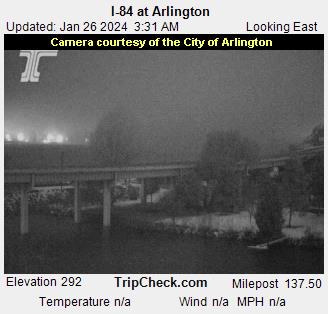 I-84 at Arlington
Updated: Jan 26 2024 3:31 AM Looking East
Camera courtesy of the City of Arlington
Elevation 292 TripCheck.com Milepost 137.50
Temperature n/a Wind n/a MPH n/a